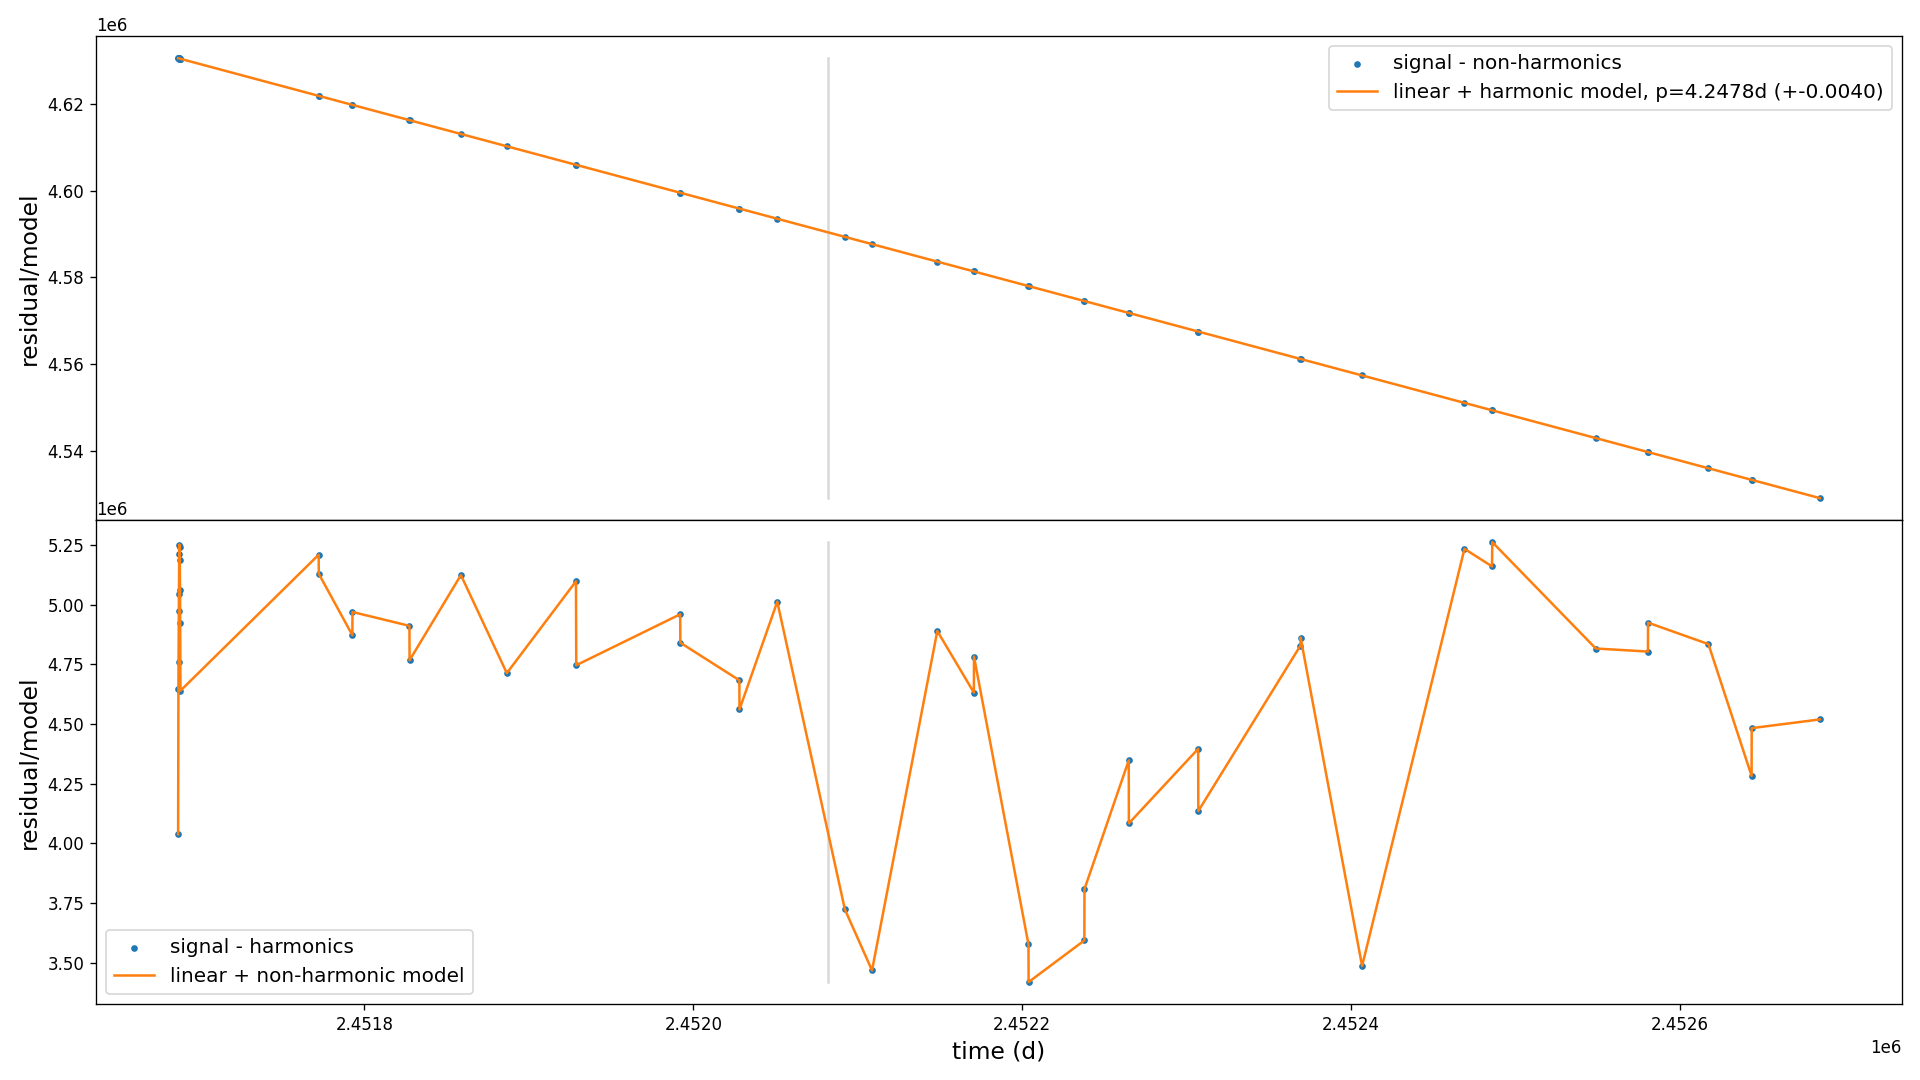 1e6
signal - non-harmonics
linear + harmonic model, p=4.2478d (+-0.0040)
4.62
4.60
4.58
4.56
4.54
residual/model
1e6
5.25
5.00
4.75
4.50
4.25
4.00
3.75
3.50
residual/model
signal - harmonics
linear + non-harmonic model
2.4518
2.4520
2.4522
2.4524
2.4526
time (d)
1e6